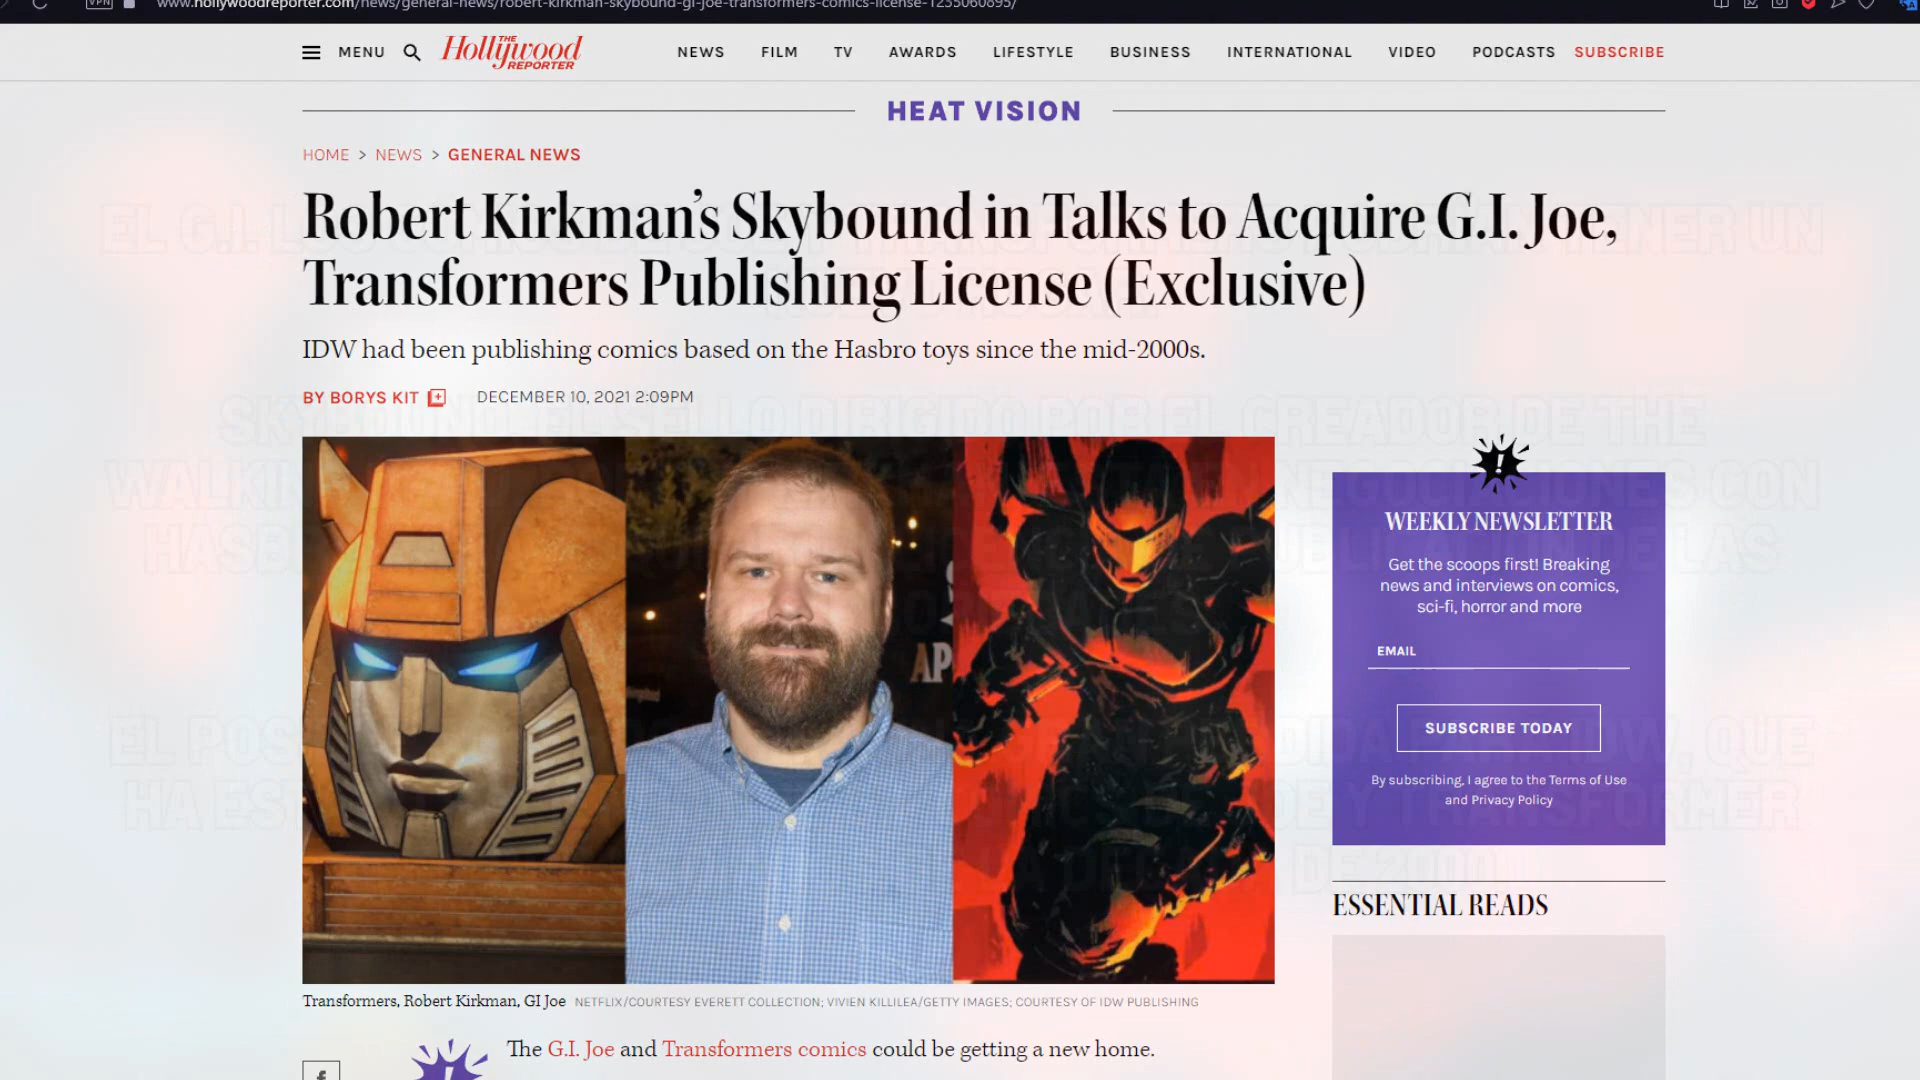 VPN
www.hollywoodreporter.com/news/general-news/robert-kirkman-skybound-gi-joe-transformers-comics-license-1235060895/
MENU
THE
Hollywood
REPORTER
NEWS FILM TV AWARDS LIFESTYLE BUSINESS INTERNATIONAL VIDEO PODCASTS SUBSCRIBE
HEAT VISION
HOME > NEWS > GENERAL NEWS
Robert Kirkman's Skybound in Talks to Acquire G.I. Joe,
Transformers Publishing License (Exclusive)
IDW had been publishing comics based on the Hasbro toys since the mid-2000s.
BY BORYS KIT DECEMBER 10, 2021 2:09PM
AP
Transformers, Robert Kirkman, GI Joe NETFLIX/COURTESY EVERETT COLLECTION; VIVIEN KILLILEA/GETTY IMAGES; COURTESY OF IDW PUBLISHING
The G.I. Joe and Transformers comics could be getting a new home.
!
WEEKLY NEWSLETTER
Get the scoops first! Breaking
news and interviews on comics,
sci-fi, horror and more
EMAIL
SUBSCRIBE TODAY
By subscribing, I agree to the Terms of Use
and Privacy Policy
ESSENTIAL READS